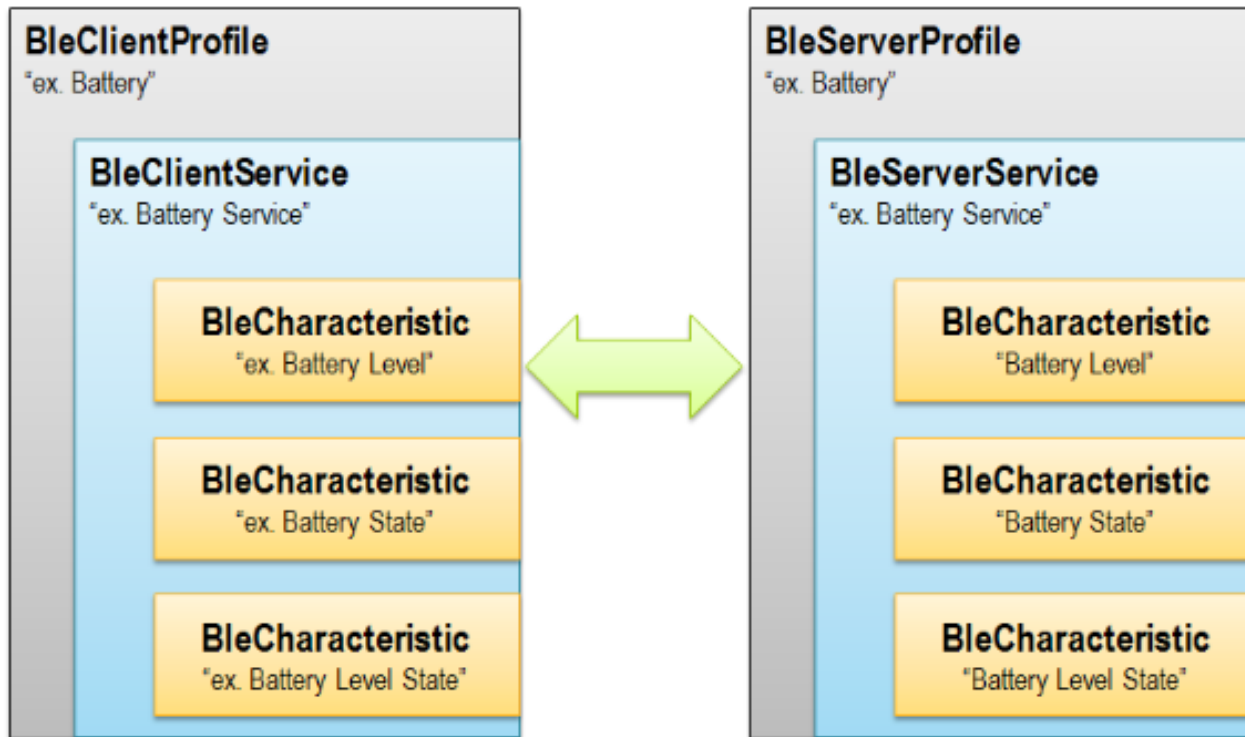 BleClientProfile
"ex. Battery"
BleClientService
"ex. Battery Service"
BleCharacteristic
"ex. Battery Level"
BleCharacteristic
"ex. Battery State"
BleCharacteristic
"ex. Battery Level State"
BleServerProfile
"ex. Battery"
BleServerService
"ex. Battery Service"
BleCharacteristic
"Battery Level"
BleCharacteristic
"Battery State"
BleCharacteristic
"Battery Level State"